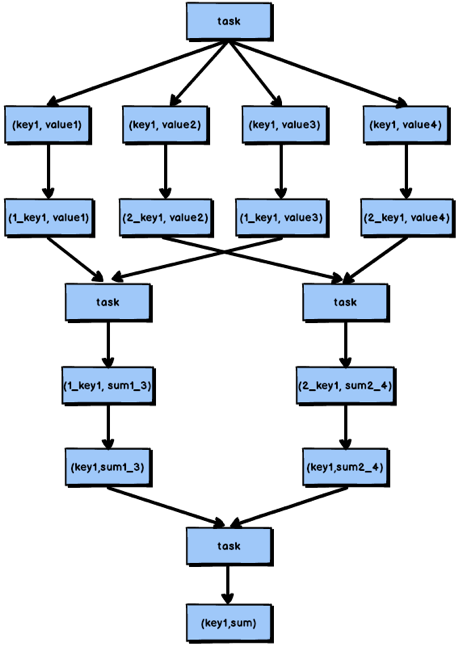 task
(key1, value1)
(key1, value2)
(key1, value3)
(key1, value4)
(1_key1, value1)
(2_key1, value2)
(1_key1, value3)
(2_key1, value4)
task
task
(1_key1, sum1_3)
(2_key1, sum2_4)
(key1,sum1_3)
(key1,sum2_4)
task
(key1,sum)